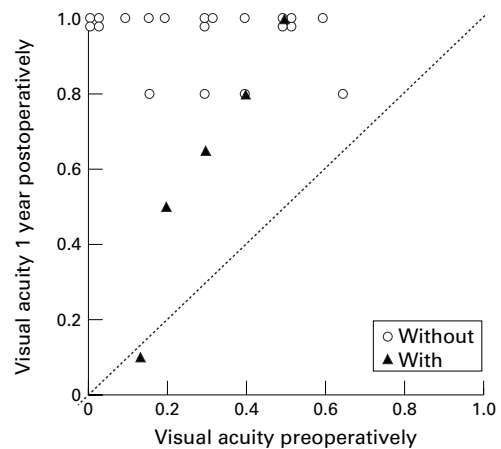 Visual acuity 1 year postoperatively
1.0
0.8
0.6
0.4
0.2
0
0 0.2 0.4 0.6 0.8 1.0
Visual acuity preoperatively
Without
With